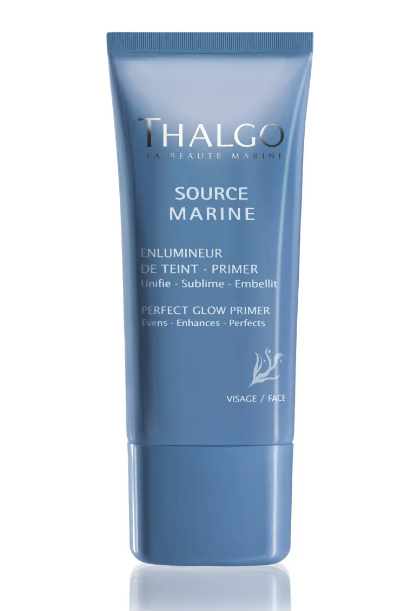 THALGO
LA BEAUTÉ MARINE
SOURCE
MARINE
ENLUMINEUR
DE TEINT - PRIMER
Unifie - Sublime - Embellit
PERFECT GLOW PRIMER
Evens - Enhances - Perfects
VISAGE / FACE